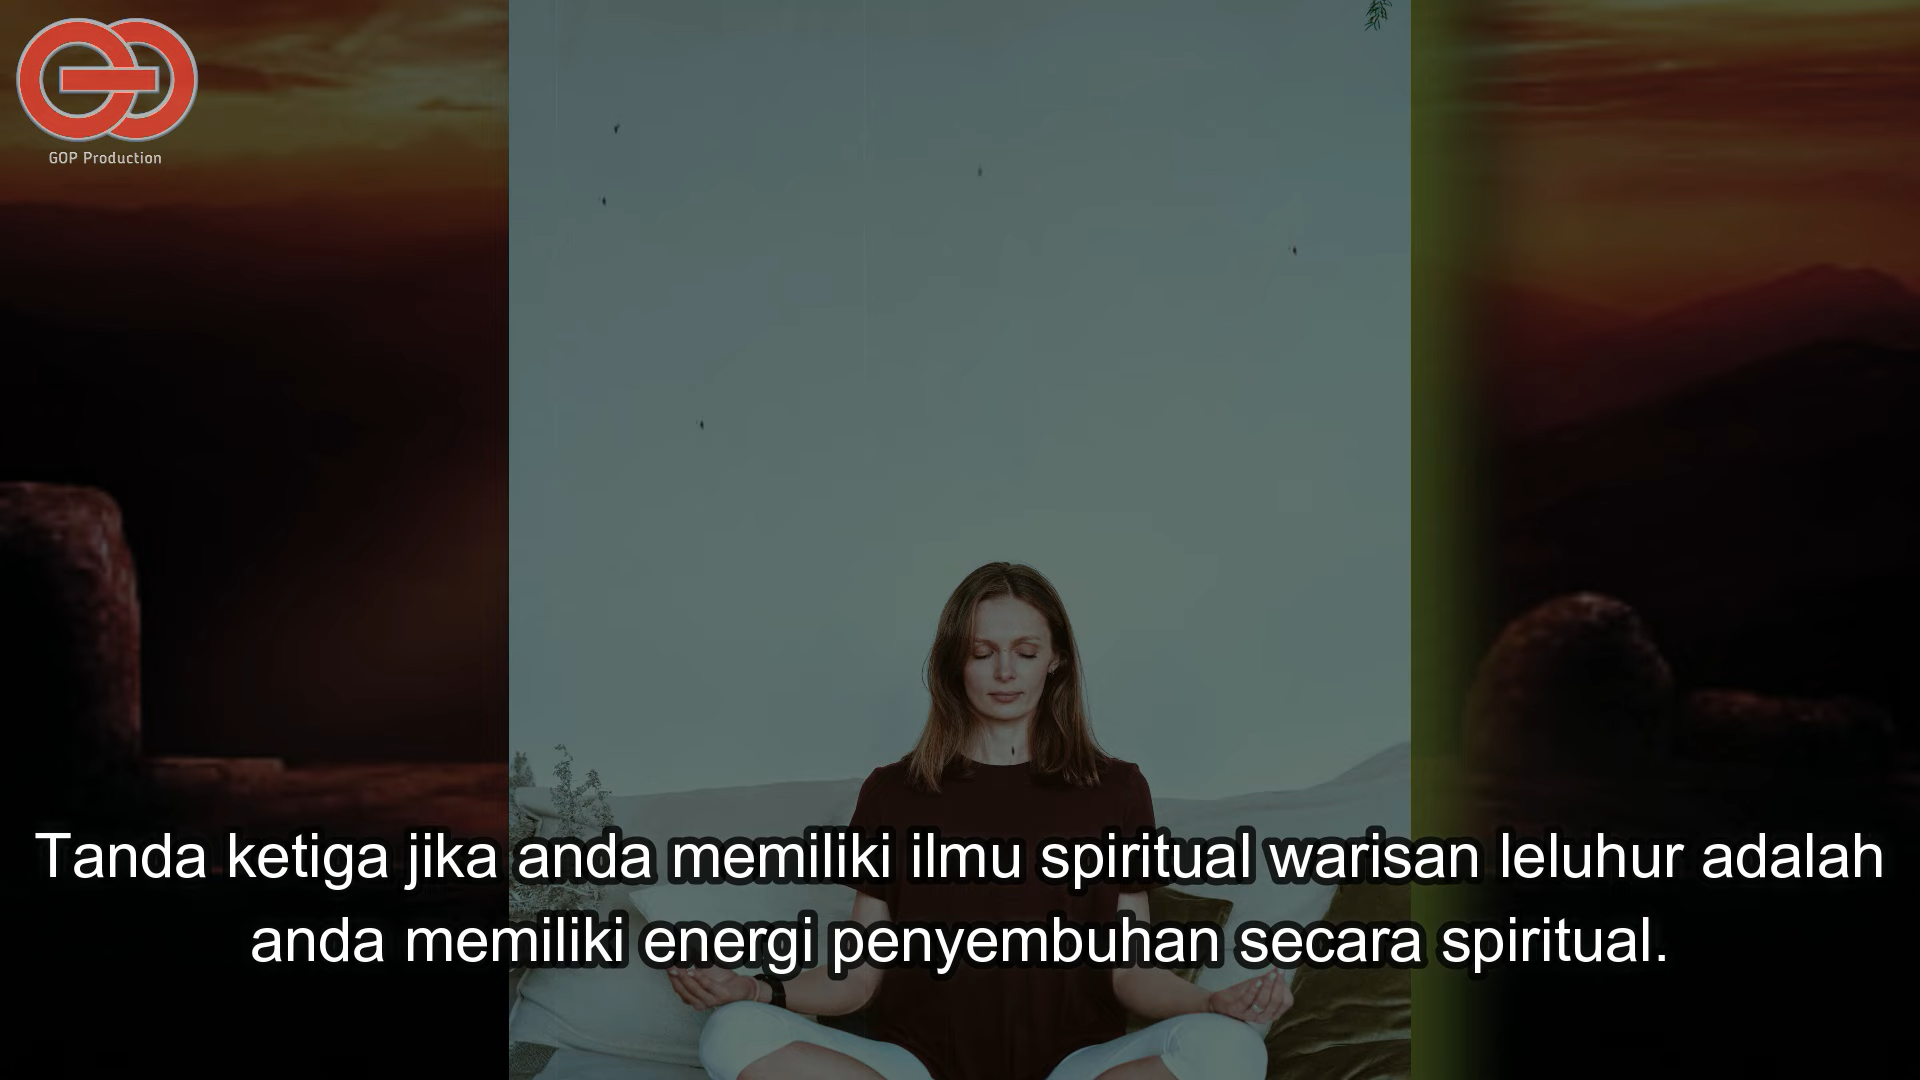 GOP Production
Tanda ketiga jika anda memiliki ilmu spiritual warisan leluhur adalah
anda memiliki energi penyembuhan secara spiritual.